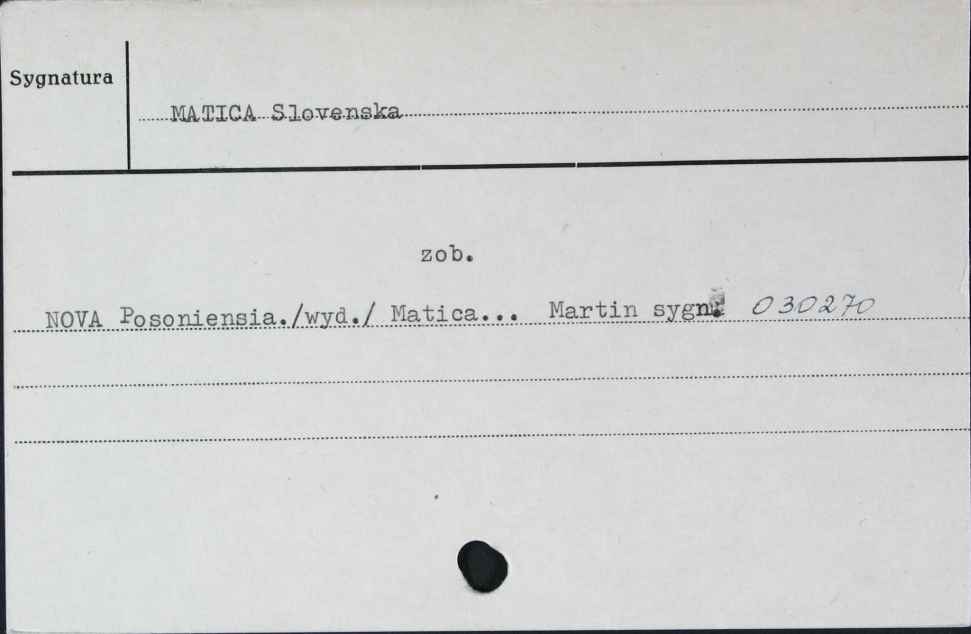 Sygnatura
MATICA Slovenska
zob.
NOVA Posoniensia./wyd./ Matica... Martin sygn. 030270